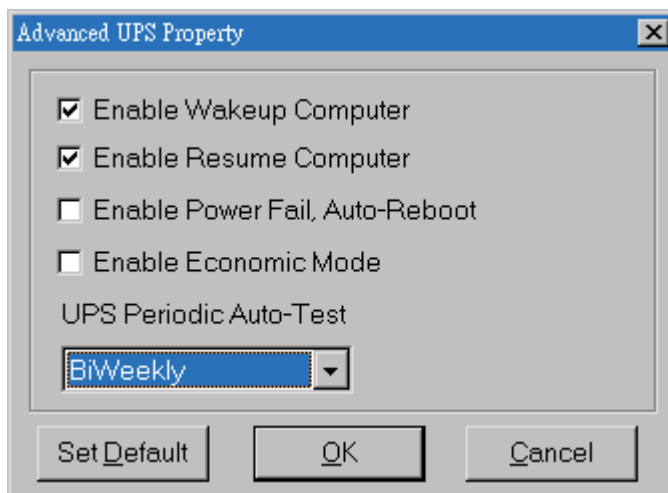 Advanced UPS Property
Enable Wakeup Computer
Enable Resume Computer
Enable Power Fail, Auto-Reboot
Enable Economic Mode
UPS Periodic Auto-Test
BiWeekly
Set Default OK Cancel